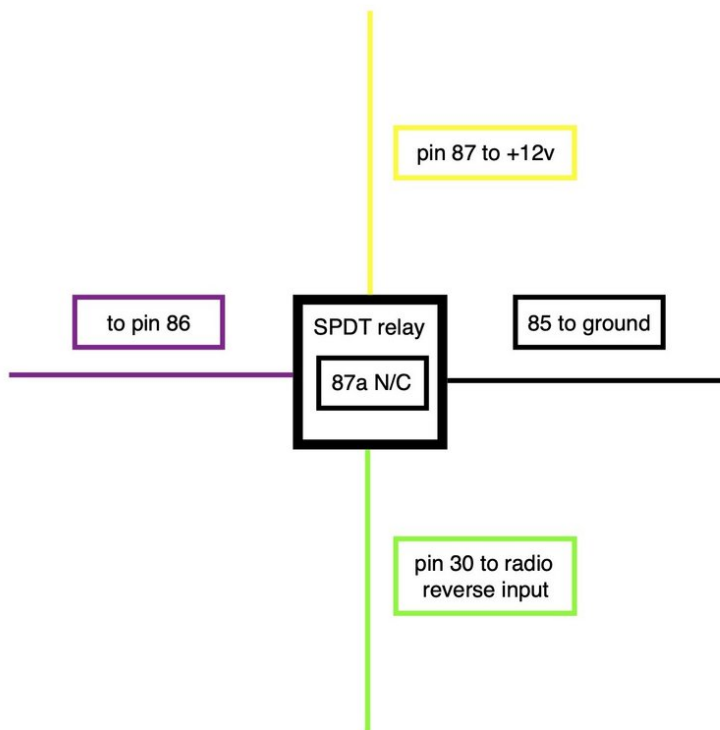 pin 87 to +12v
to pin 86
SPDT relay
87a N/C
85 to ground
pin 30 to radio
reverse input